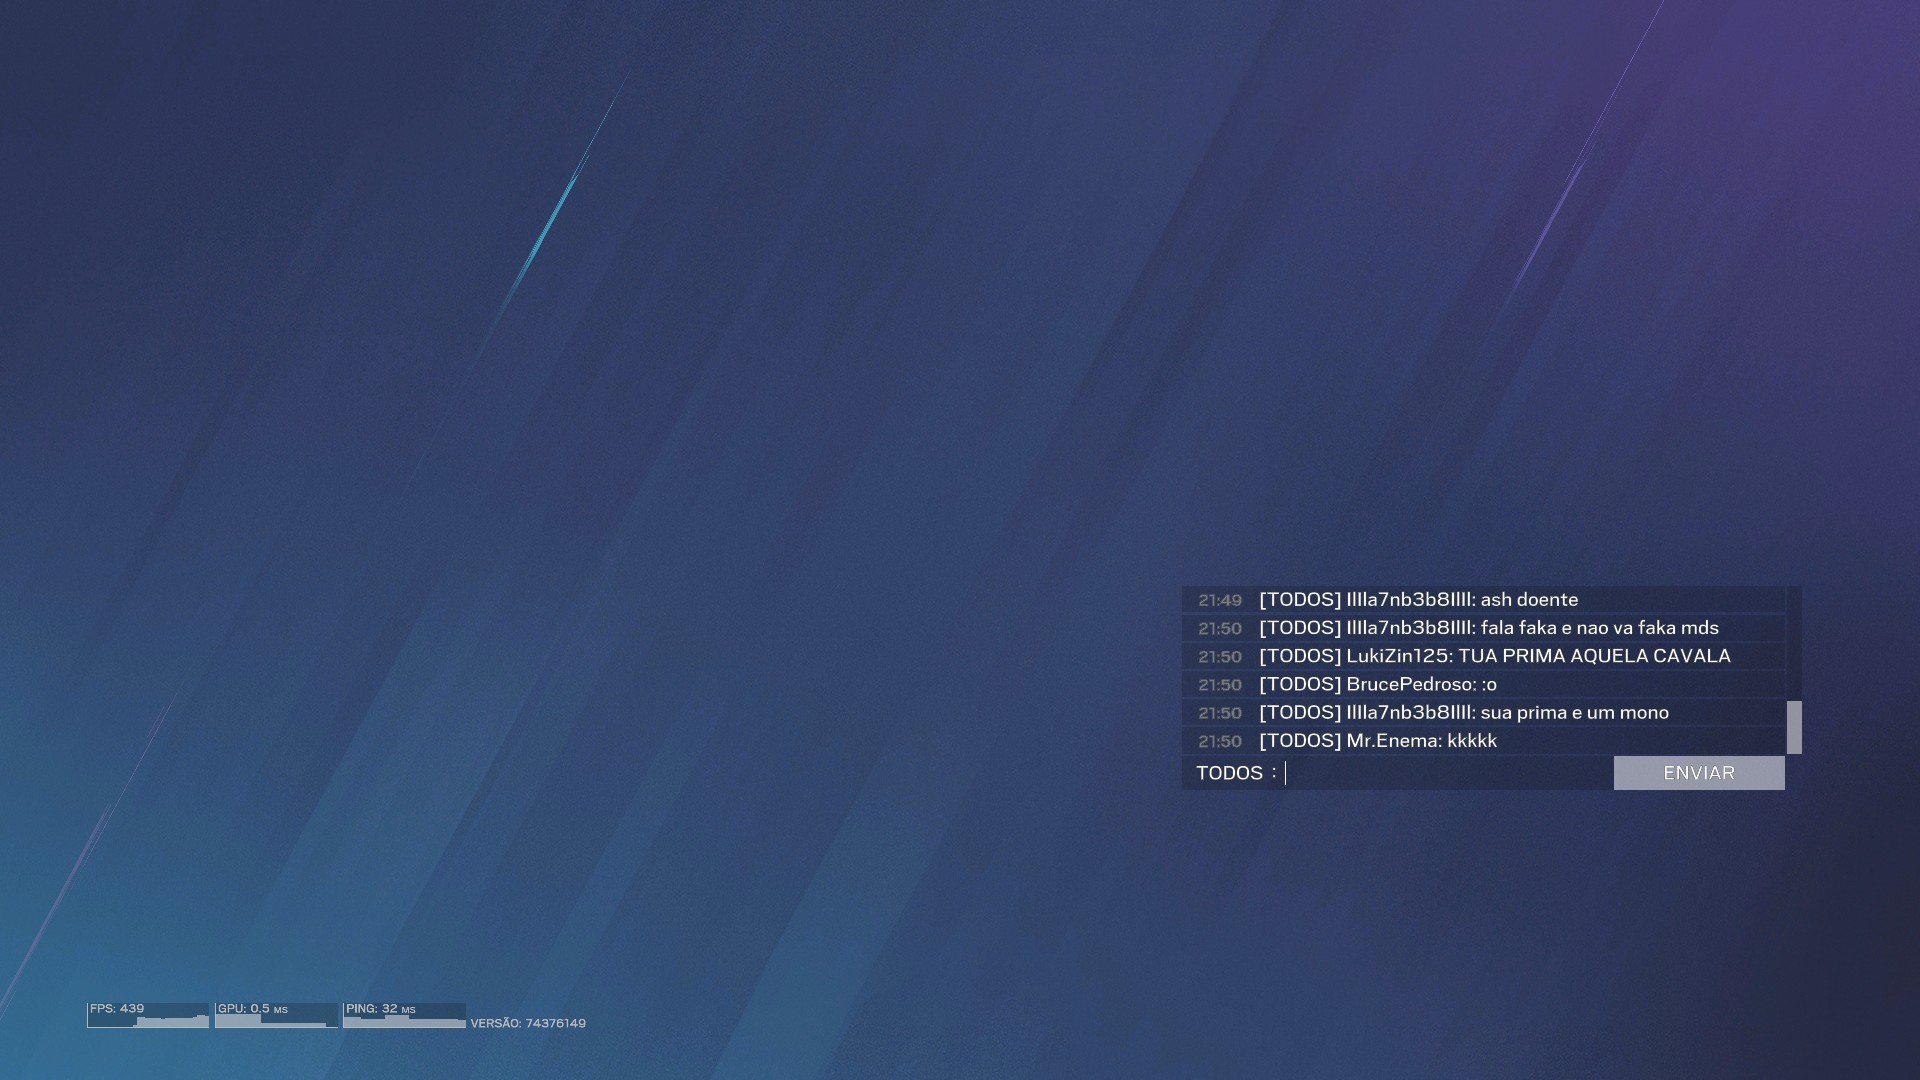 21:49 [TODOS] IIIIa7nb3b8IIII: ash doente
21:50 [TODOS] IIIIa7nb3b8IIII: fala faka e nao va faka mds
21:50 [TODOS] LukiZin125: TUA PRIMA AQUELA CAVALA
21:50 [TODOS] BrucePedroso: :o
21:50 [TODOS] IIIIa7nb3b8IIII: sua prima e um mono
21:50 [TODOS] Mr.Enema: kkkkk
TODOS : ENVIAR
FPS: 439 GPU: 0.5 MS PING: 32 MS VERSÃO: 74376149